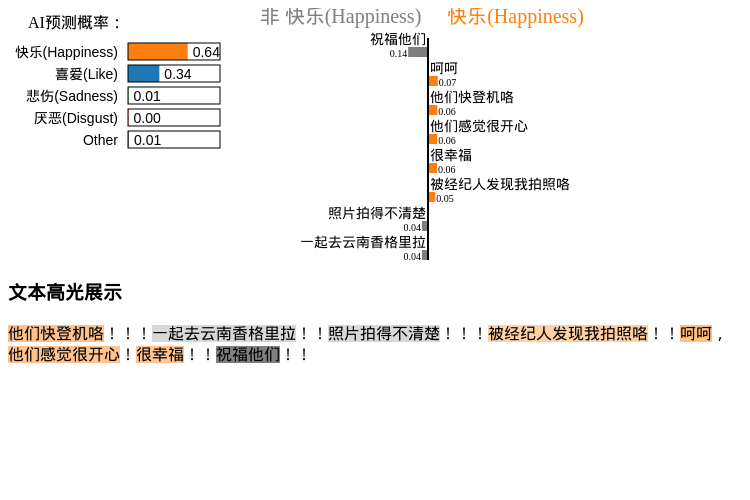 AI预测概率：
快乐(Happiness) 0.64
喜爱(Like) 0.34
悲伤(Sadness) 0.01
厌恶(Disgust) 0.00
Other 0.01
非 快乐(Happiness) 快乐(Happiness)
祝福他们
0.14
呵呵
0.07
他们快登机咯
0.06
他们感觉很开心
0.06
很幸福
0.06
被经纪人发现我拍照咯
0.05
照片拍得不清楚
0.04
一起去云南香格里拉
0.04
文本高光展示
他们快登机咯！！！一起去云南香格里拉！！照片拍得不清楚！！！被经纪人发现我拍照咯！！呵呵，
他们感觉很开心！很幸福！！祝福他们！！